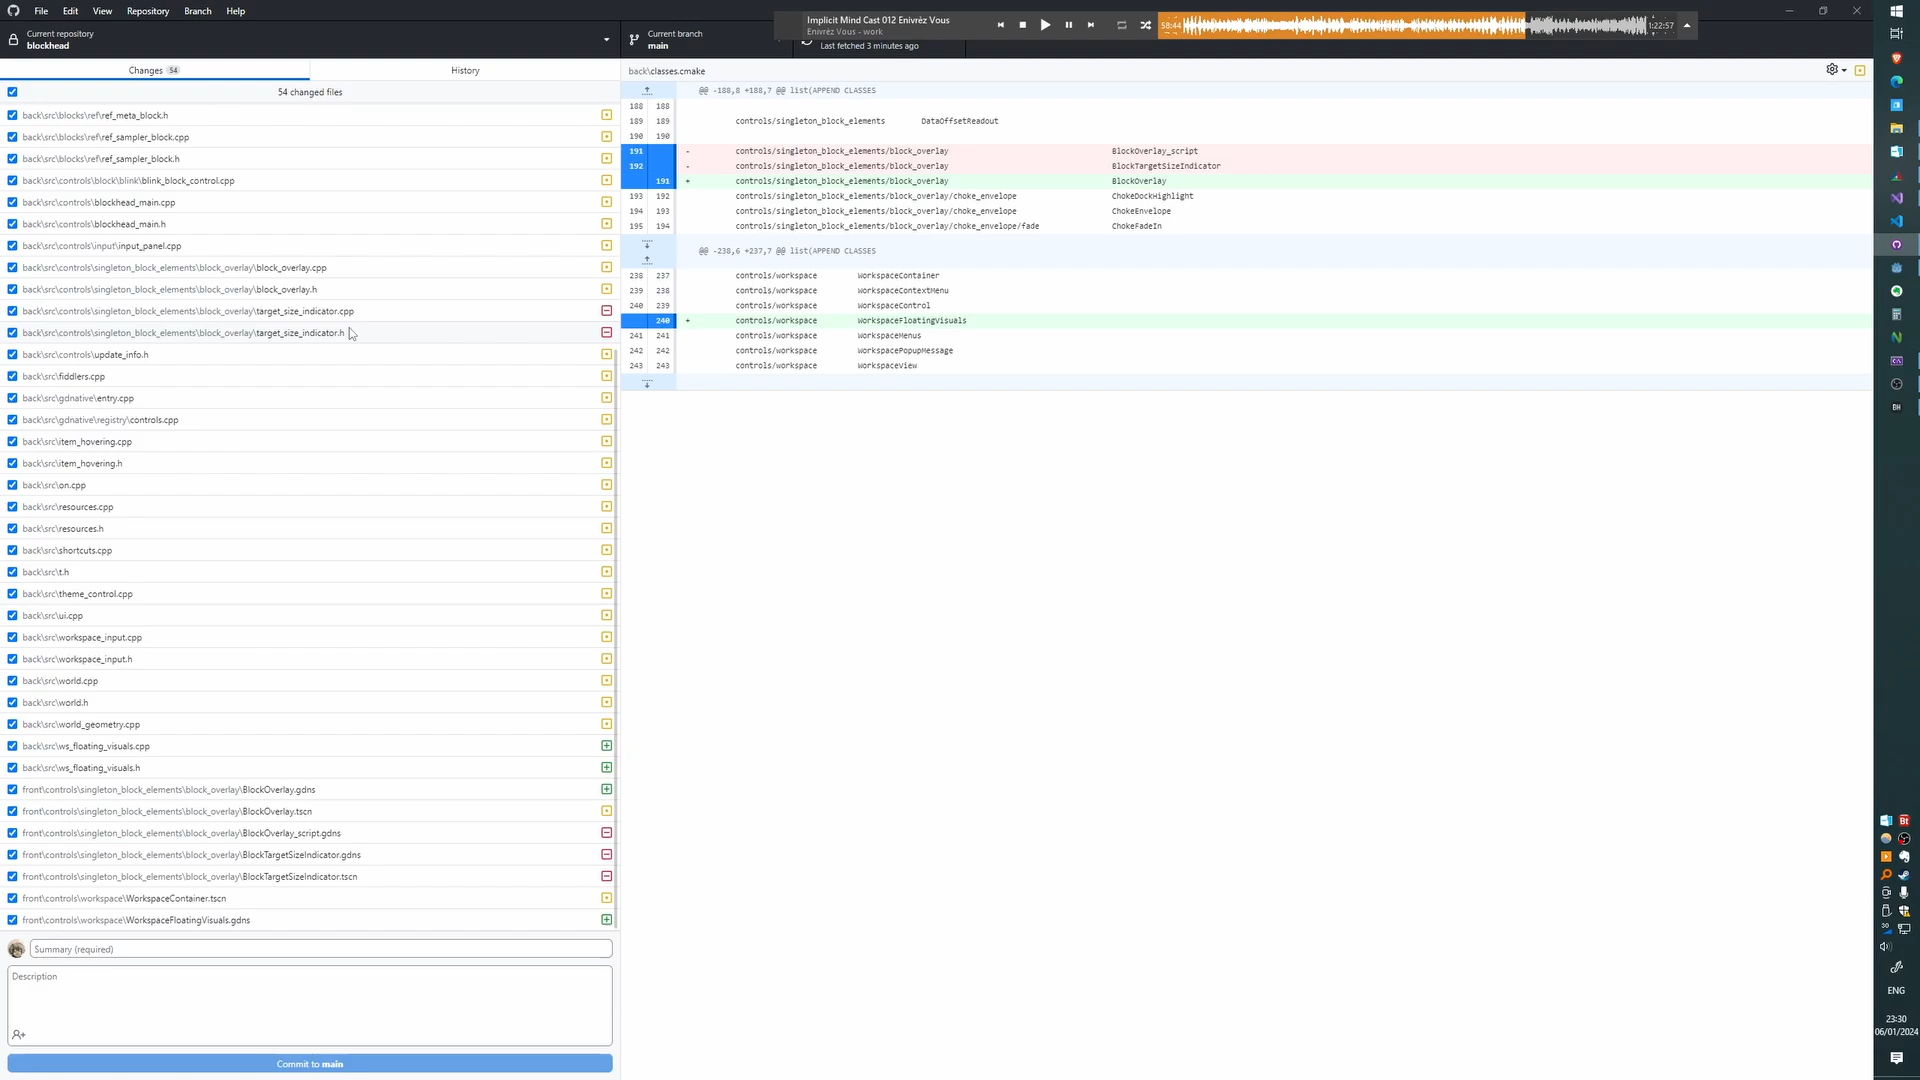 File Edit View Repository Branch Help
Implicit Mind Cast 012 Enivrèz Vous
Enivrèz Vous - work
58:44
1:22:57
Current repository
blockhead
Current branch
main
Last fetched 3 minutes ago
Changes 54
History
back\classes.cmake
54 changed files
back\src\blocks\ref\ref_meta_block.h
back\src\blocks\ref\ref_sampler_block.cpp
back\src\blocks\ref\ref_sampler_block.h
back\src\controls\block\blink\blink_block_control.cpp
back\src\controls\blockhead_main.cpp
back\src\controls\blockhead_main.h
back\src\controls\input\input_panel.cpp
back\src\controls\singleton_block_elements\block_overlay\block_overlay.cpp
back\src\controls\singleton_block_elements\block_overlay\block_overlay.h
back\src\controls\singleton_block_elements\block_overlay\target_size_indicator.cpp
back\src\controls\singleton_block_elements\block_overlay\target_size_indicator.h
back\src\controls\update_info.h
back\src\fiddlers.cpp
back\src\gdnative\entry.cpp
back\src\gdnative\registry\controls.cpp
back\src\item_hovering.cpp
back\src\item_hovering.h
back\src\on.cpp
back\src\resources.cpp
back\src\resources.h
back\src\shortcuts.cpp
back\src\t.h
back\src\theme_control.cpp
back\src\ui.cpp
back\src\workspace_input.cpp
back\src\workspace_input.h
back\src\world.cpp
back\src\world.h
back\src\world_geometry.cpp
back\src\ws_floating_visuals.cpp
back\src\ws_floating_visuals.h
front\controls\singleton_block_elements\block_overlay\BlockOverlay.gdns
front\controls\singleton_block_elements\block_overlay\BlockOverlay.tscn
front\controls\singleton_block_elements\block_overlay\BlockOverlay_script.gdns
front\controls\singleton_block_elements\block_overlay\BlockTargetSizeIndicator.gdns
front\controls\singleton_block_elements\block_overlay\BlockTargetSizeIndicator.tscn
front\controls\workspace\WorkspaceContainer.tscn
front\controls\workspace\WorkspaceFloatingVisuals.gdns
Summary (required)
Description
Commit to main
@@ -188,8 +188,7 @@ list(APPEND CLASSES
188 188
189 189 controls/singleton_block_elements DataOffsetReadout
190 190
191 - controls/singleton_block_elements/block_overlay BlockOverlay_script
192 - controls/singleton_block_elements/block_overlay BlockTargetSizeIndicator
191 + controls/singleton_block_elements/block_overlay BlockOverlay
193 192 controls/singleton_block_elements/block_overlay/choke_envelope ChokeDockHighlight
194 193 controls/singleton_block_elements/block_overlay/choke_envelope ChokeEnvelope
195 194 controls/singleton_block_elements/block_overlay/choke_envelope/fade ChokeFadeIn
@@ -238,6 +237,7 @@ list(APPEND CLASSES
238 237 controls/workspace WorkspaceContainer
239 238 controls/workspace WorkspaceContextMenu
240 239 controls/workspace WorkspaceControl
240 + controls/workspace WorkspaceFloatingVisuals
241 241 controls/workspace WorkspaceMenus
242 242 controls/workspace WorkspacePopupMessage
243 243 controls/workspace WorkspaceView
BH
Bt
30
ENG
23:30
06/01/2024